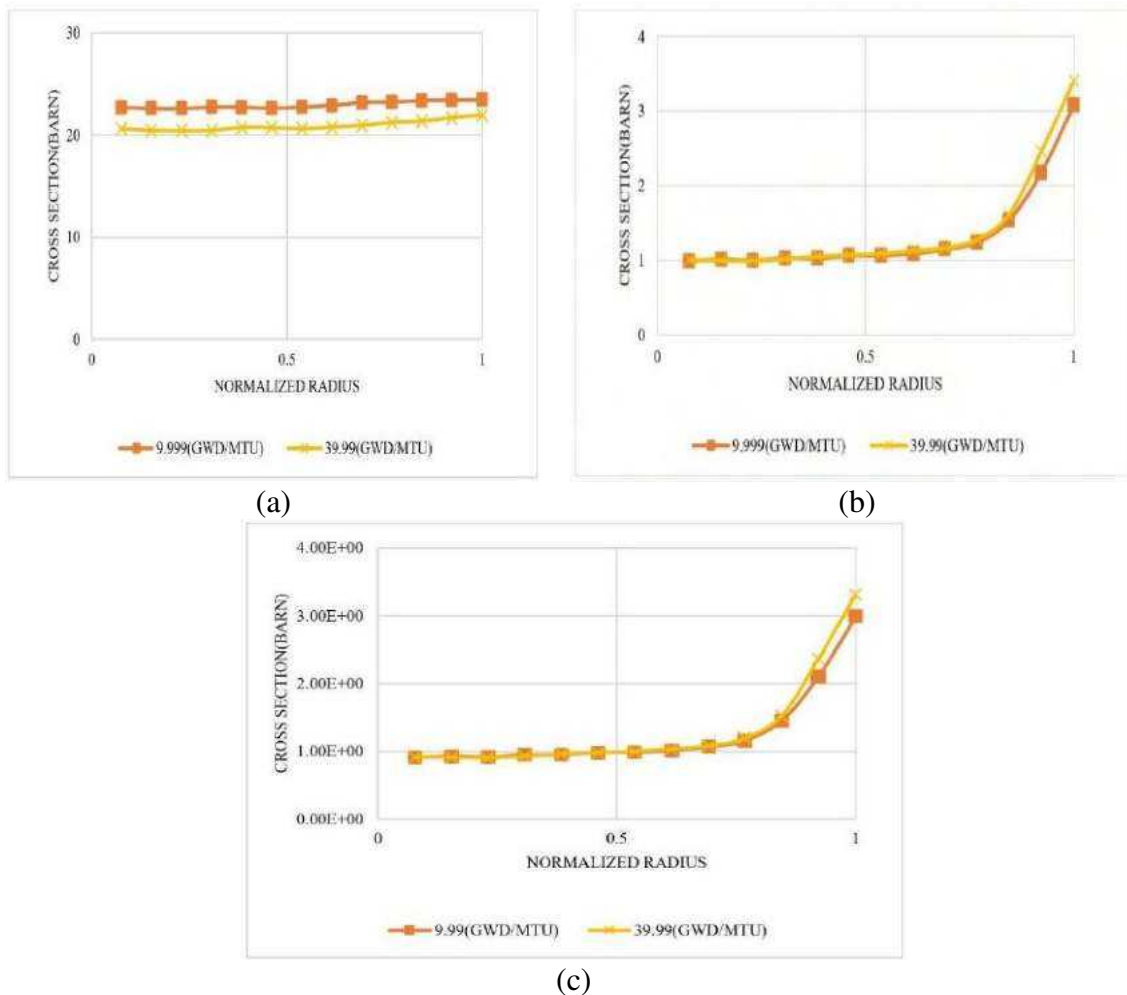 30
20
10
0
0
0.5
1
CROSS SECTION(BARN)
NORMALIZED RADIUS
9.999(GWD/MTU) 39.99(GWD/MTU)
(a)
4
3
2
1
0
0
0.5
1
CROSS SECTION(BARN)
NORMALIZED RADIUS
9.999(GWD/MTU) 39.99(GWD/MTU)
(b)
4.00E+00
3.00E+00
2.00E+00
1.00E+00
0.00E+00
0
0.5
1
CROSS SECTION(BARN)
NORMALIZED RADIUS
9.99(GWD/MTU) 39.99(GWD/MTU)
(c)